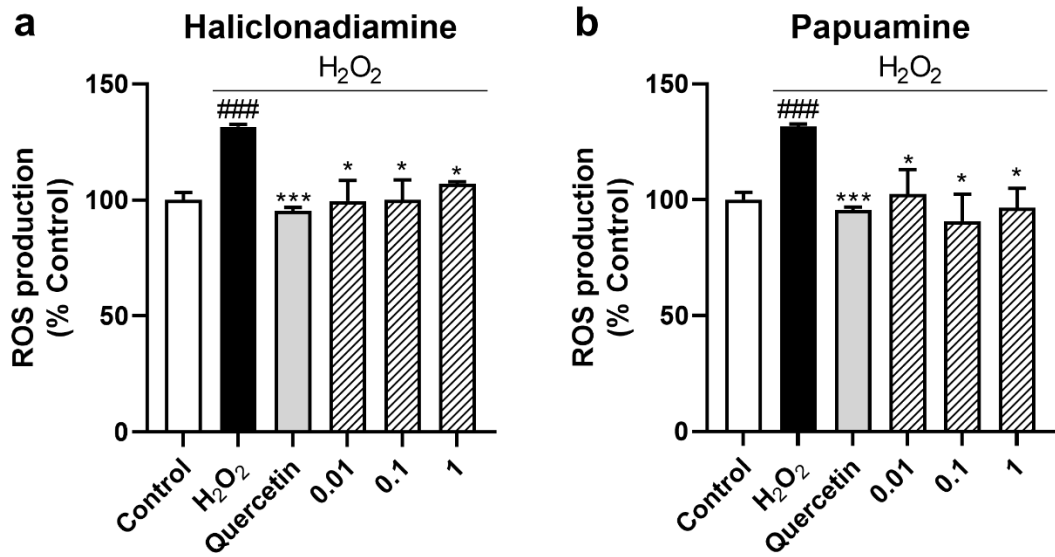 a
Haliclonadiamine
H₂O₂
ROS production
(% Control)
150
100
50
0
###
***
*
*
*
Control
H₂O₂
Quercetin
0.01
0.1
1
b
Papuamine
H₂O₂
ROS production
(% Control)
150
100
50
0
###
***
*
*
*
Control
H₂O₂
Quercetin
0.01
0.1
1